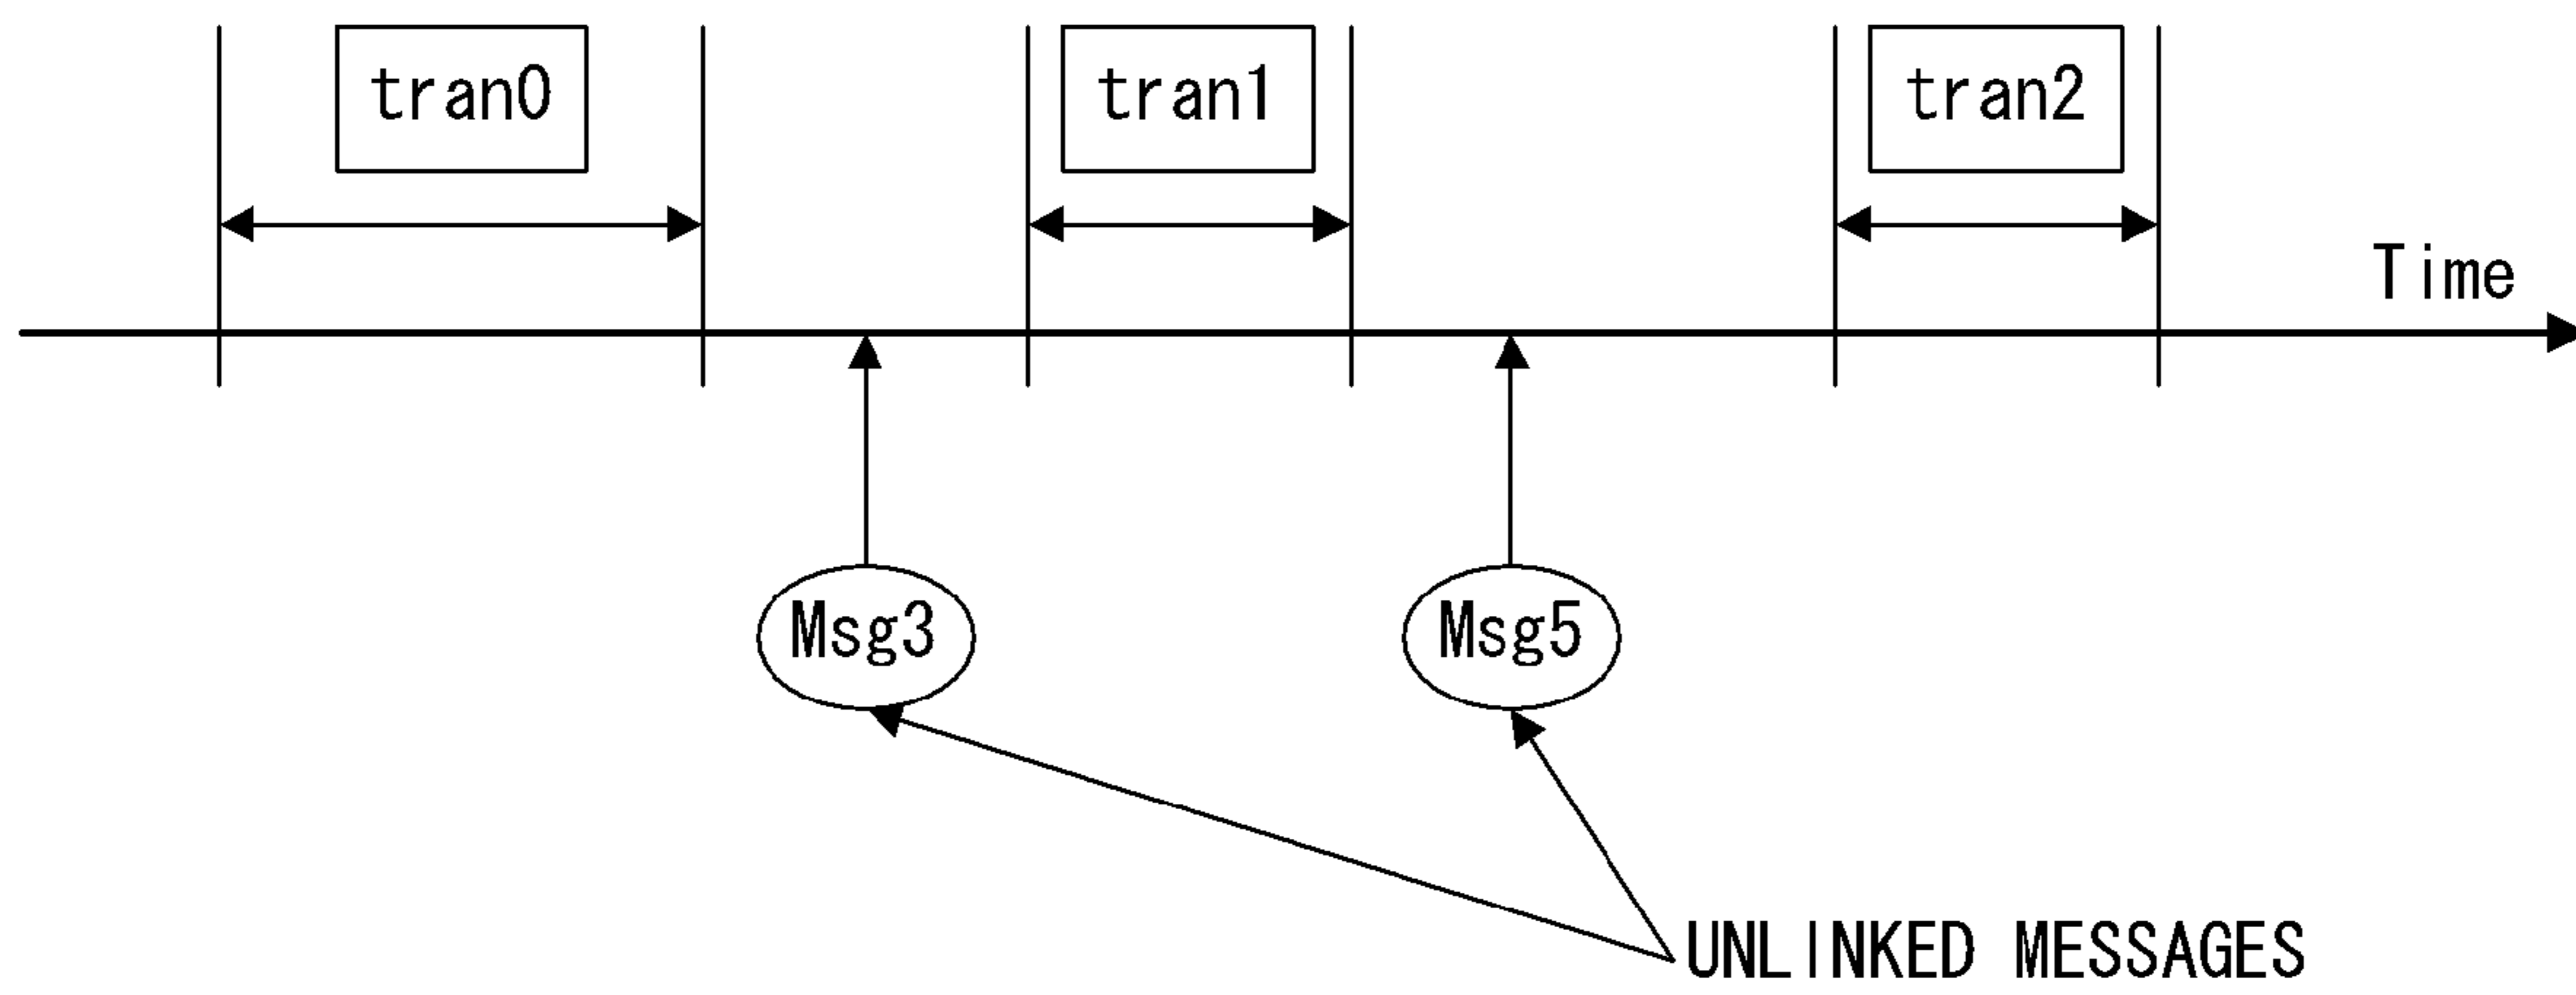 tran0
tran1
tran2
Time
Msg3
Msg5
UNLINKED MESSAGES